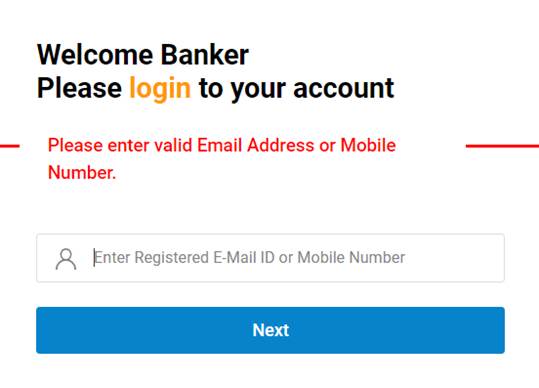 Welcome Banker
Please login to your account
Please enter valid Email Address or Mobile
Number.
Enter Registered E-Mail ID or Mobile Number
Next